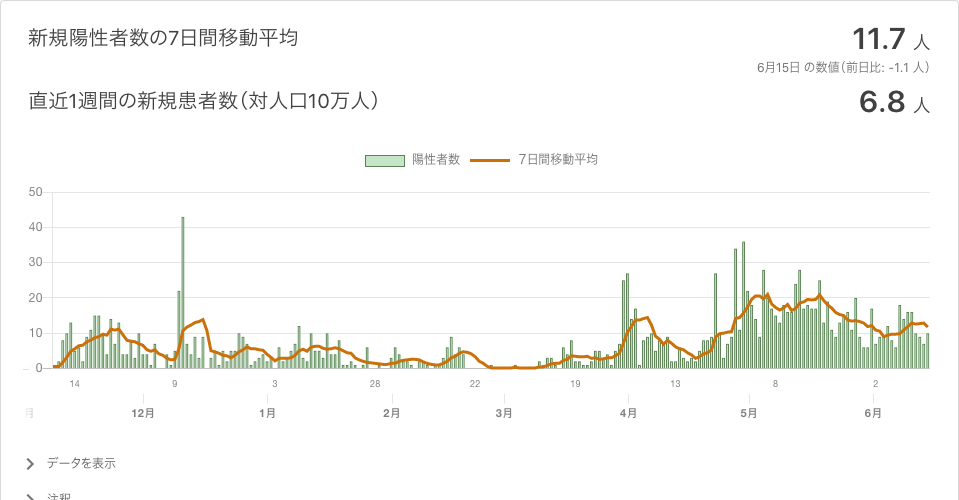 新規陽性者数の7日間移動平均
11.7 人
6月15日 の数値（前日比: -1.1 人）
直近1週間の新規患者数（対人口10万人）
6.8 人
陽性者数 7日間移動平均
50
40
30
20
10
0
14 9 3 28 22 19 13 8 2
月 12月 1月 2月 3月 4月 5月 6月
データを表示
注釈